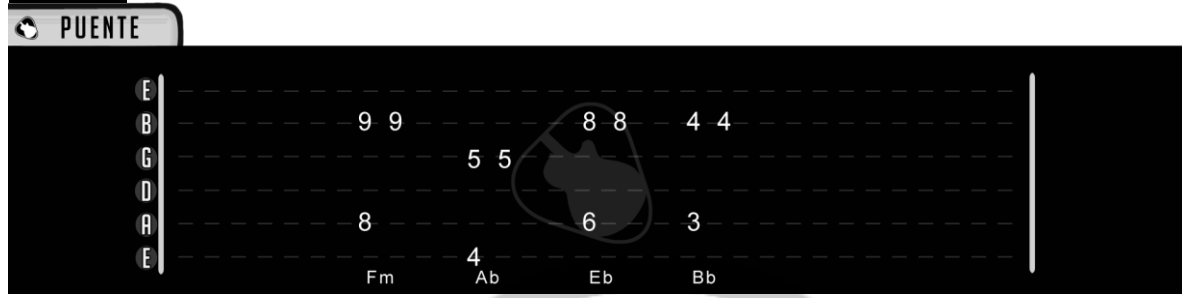 PUENTE
E
B 9 9 8 8 4 4
G 5 5
D
A 8 6 3
E 4
Fm Ab Eb Bb